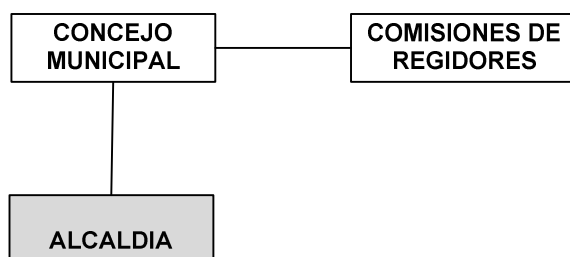 CONCEJO
MUNICIPAL
COMISIONES DE
REGIDORES
ALCALDIA